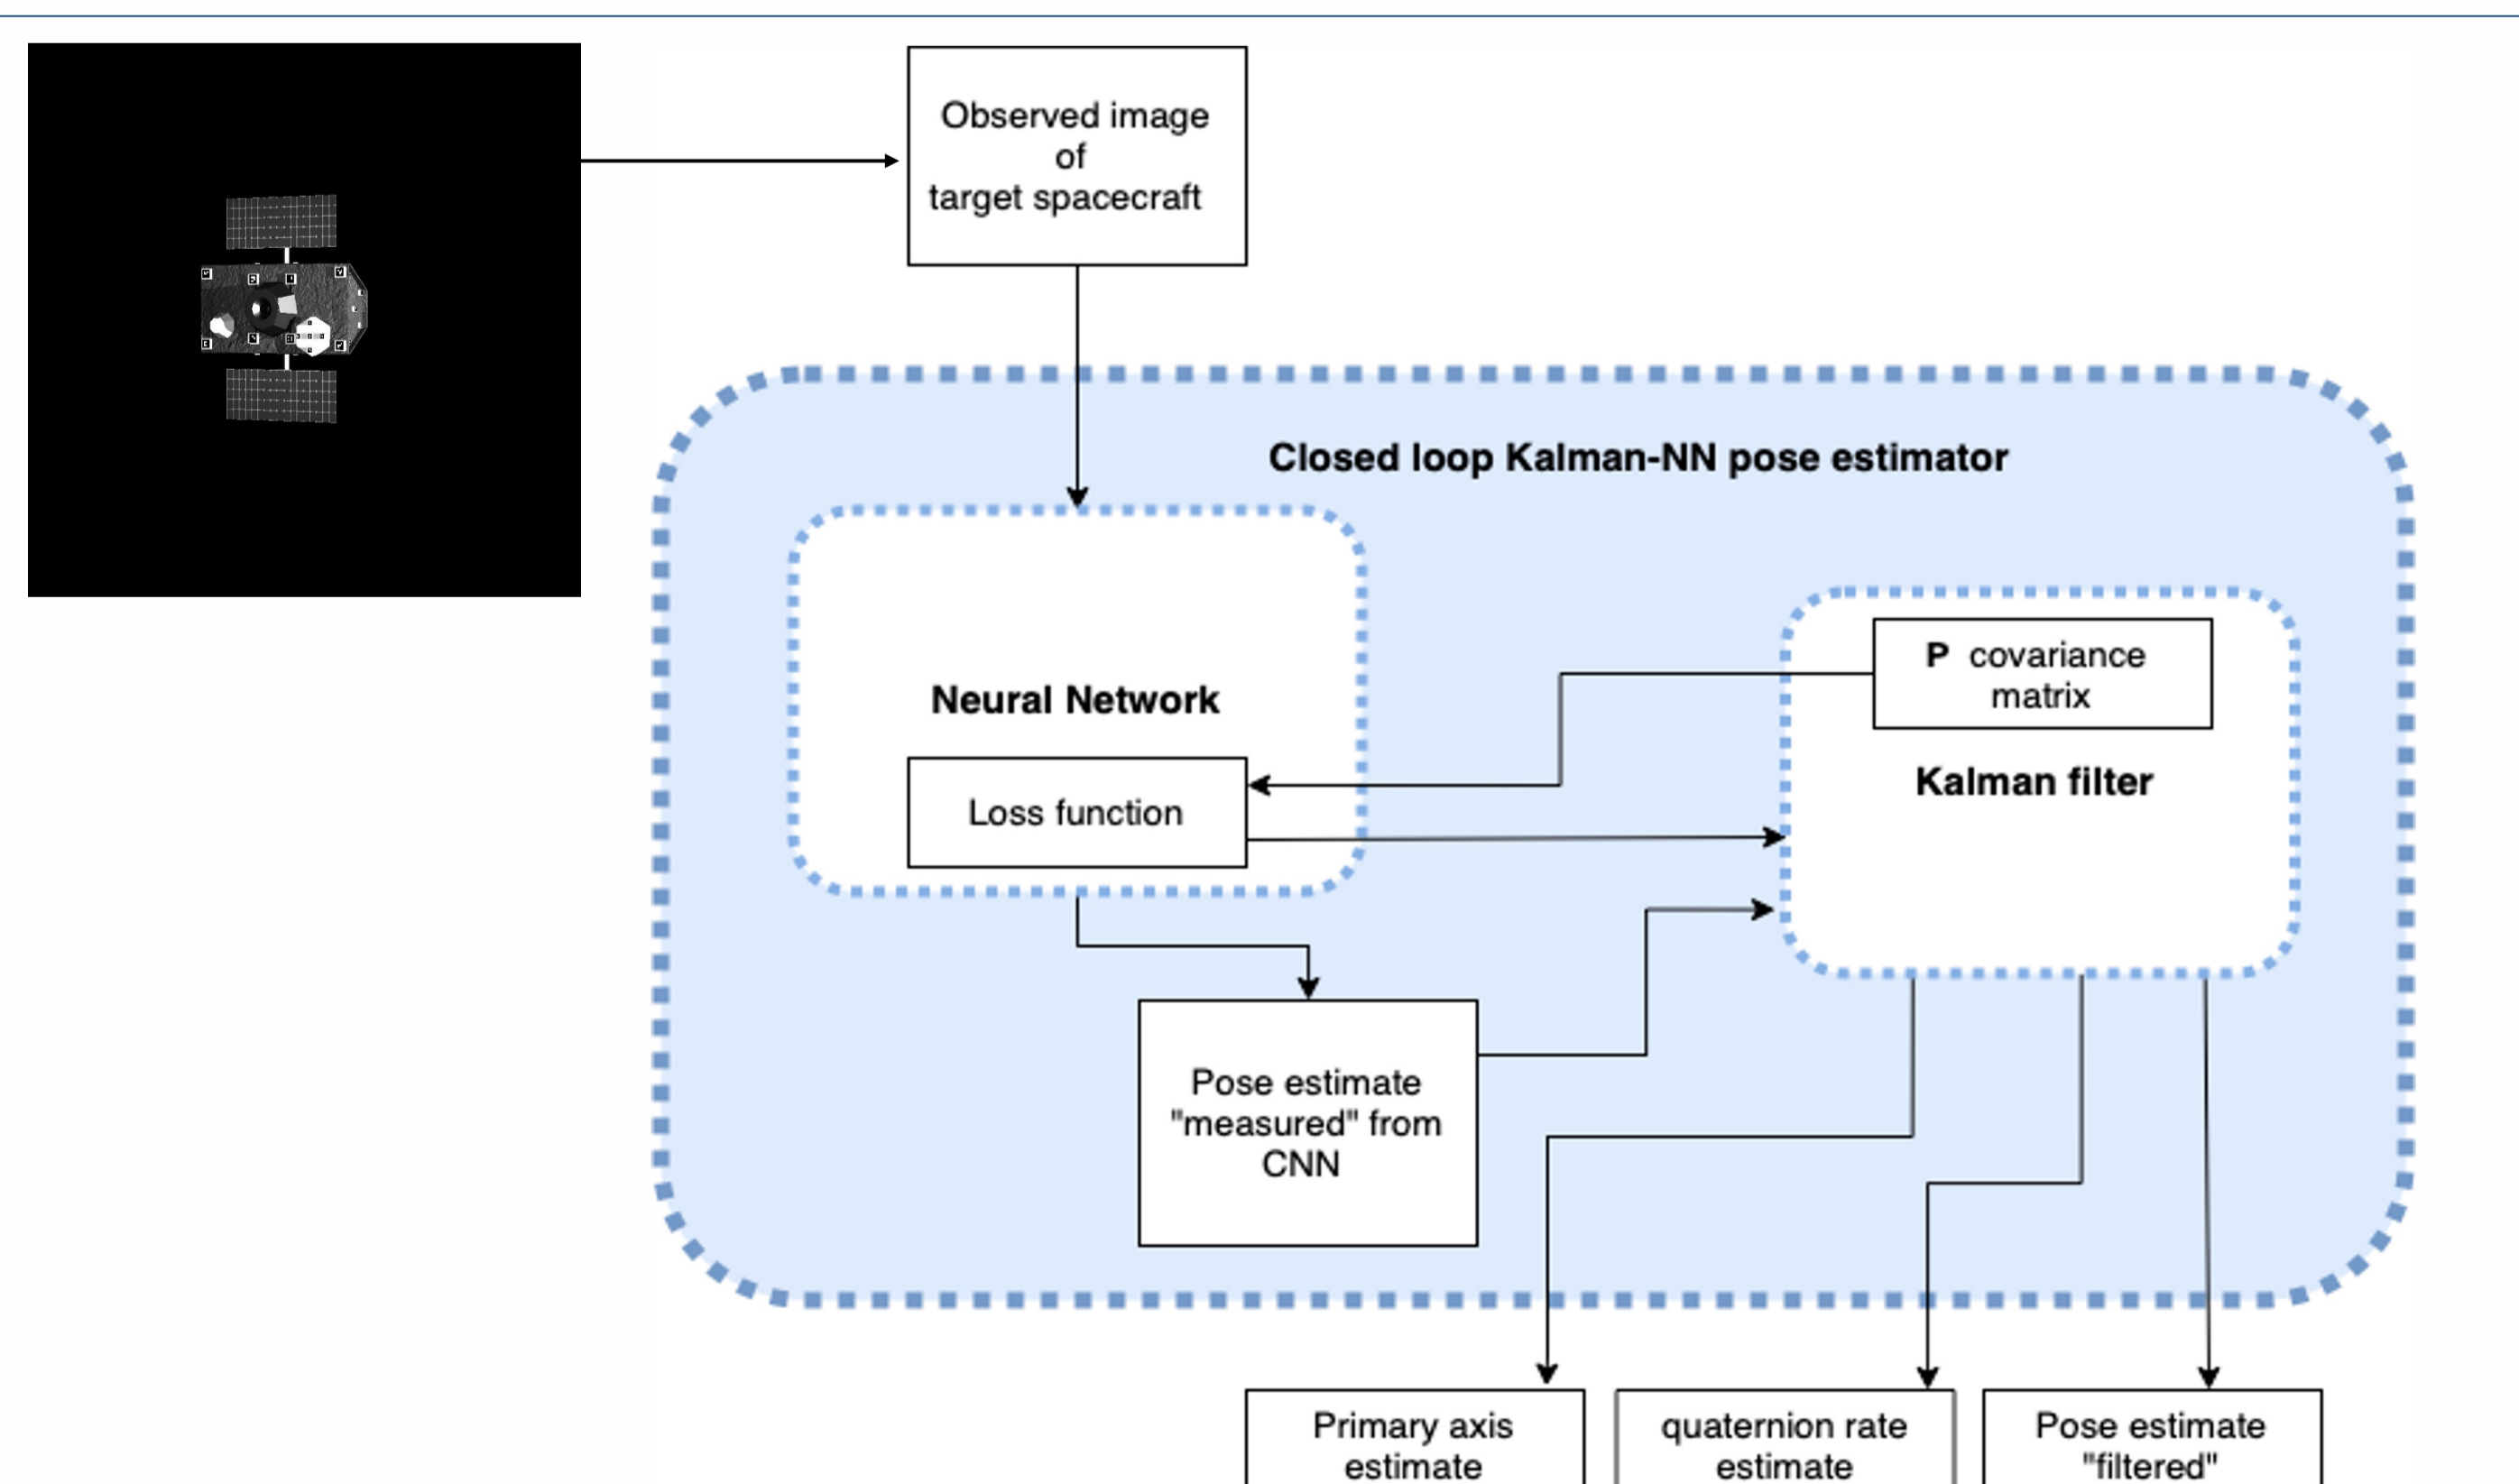 Observed image
of
target spacecraft
Closed loop Kalman-NN pose estimator
Neural Network
Loss function
P covariance
matrix
Kalman filter
Pose estimate
"measured" from
CNN
Primary axis
estimate
quaternion rate
estimate
Pose estimate
"filtered"